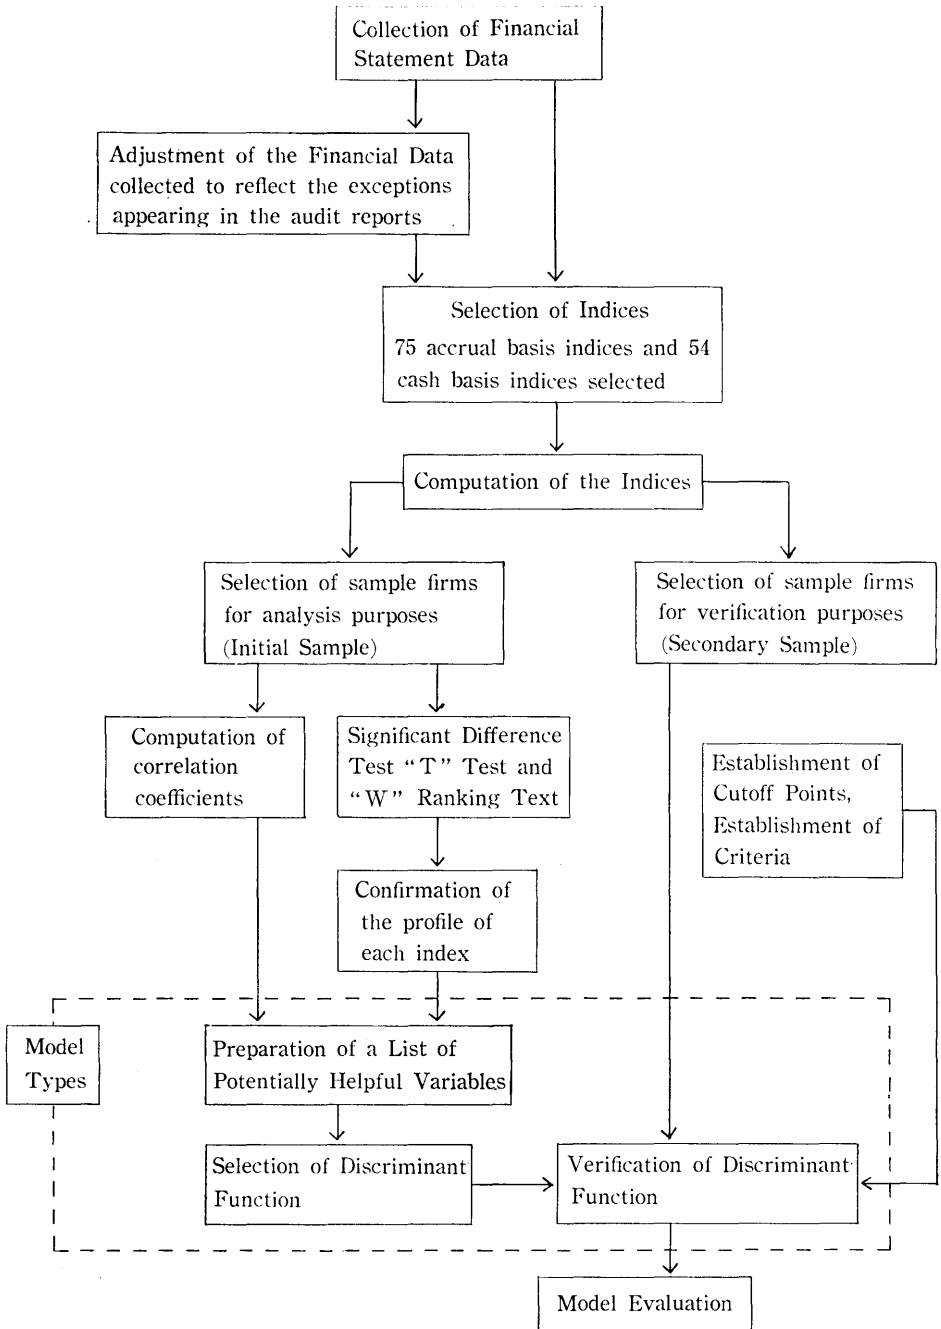 Collection of Financial
Statement Data
Adjustment of the Financial Data
collected to reflect the exceptions
appearing in the audit reports
Selection of Indices
75 accrual basis indices and 54
cash basis indices selected
Computation of the Indices
Selection of sample firms
for analysis purposes
(Initial Sample)
Selection of sample firms
for verification purposes
(Secondary Sample)
Computation of
correlation
coefficients
Significant Difference
Test “T” Test and
“W” Ranking Text
Establishment of
Cutoff Points,
Establishment of
Criteria
Confirmation of
the profile of
each index
Model
Types
Preparation of a List of
Potentially Helpful Variables
Selection of Discriminant
Function
Verification of Discriminant
Function
Model Evaluation